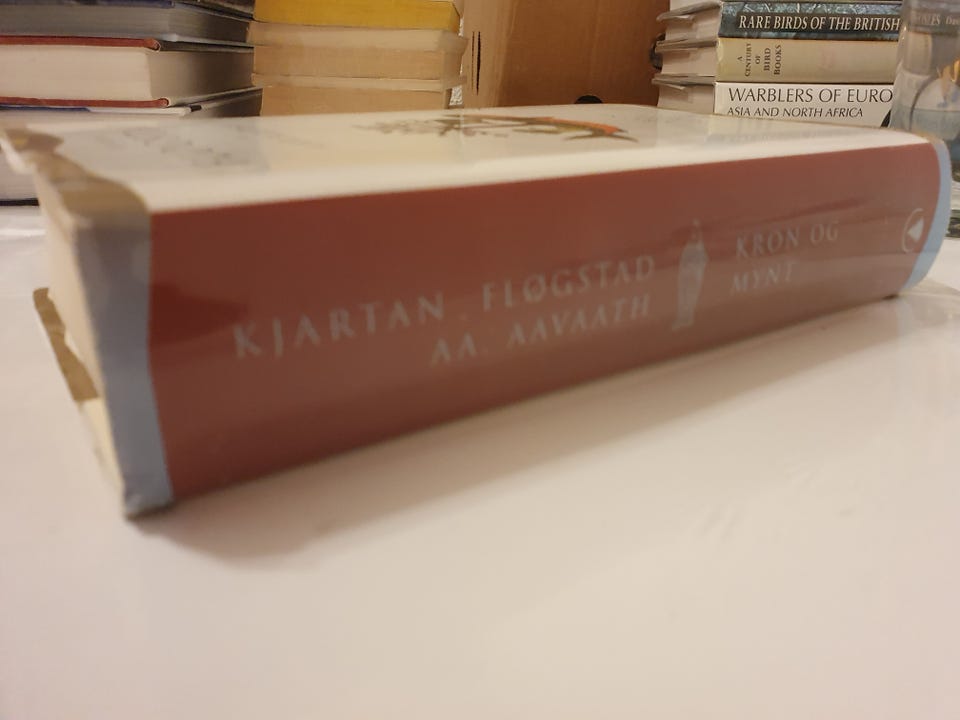 RARE BIRDS OF THE BRITISH
A
CENTURY
OF
BIRD
BOOKS
WARBLERS OF EURO
ASIA AND NORTH AFRICA
KJARTAN FLØGSTAD
AA. AAVAATH
KRON OG
MYNT